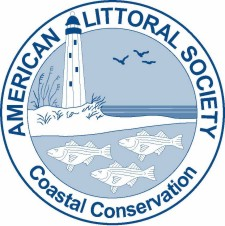 AMERICAN LITTORAL SOCIETY
Coastal Conservation